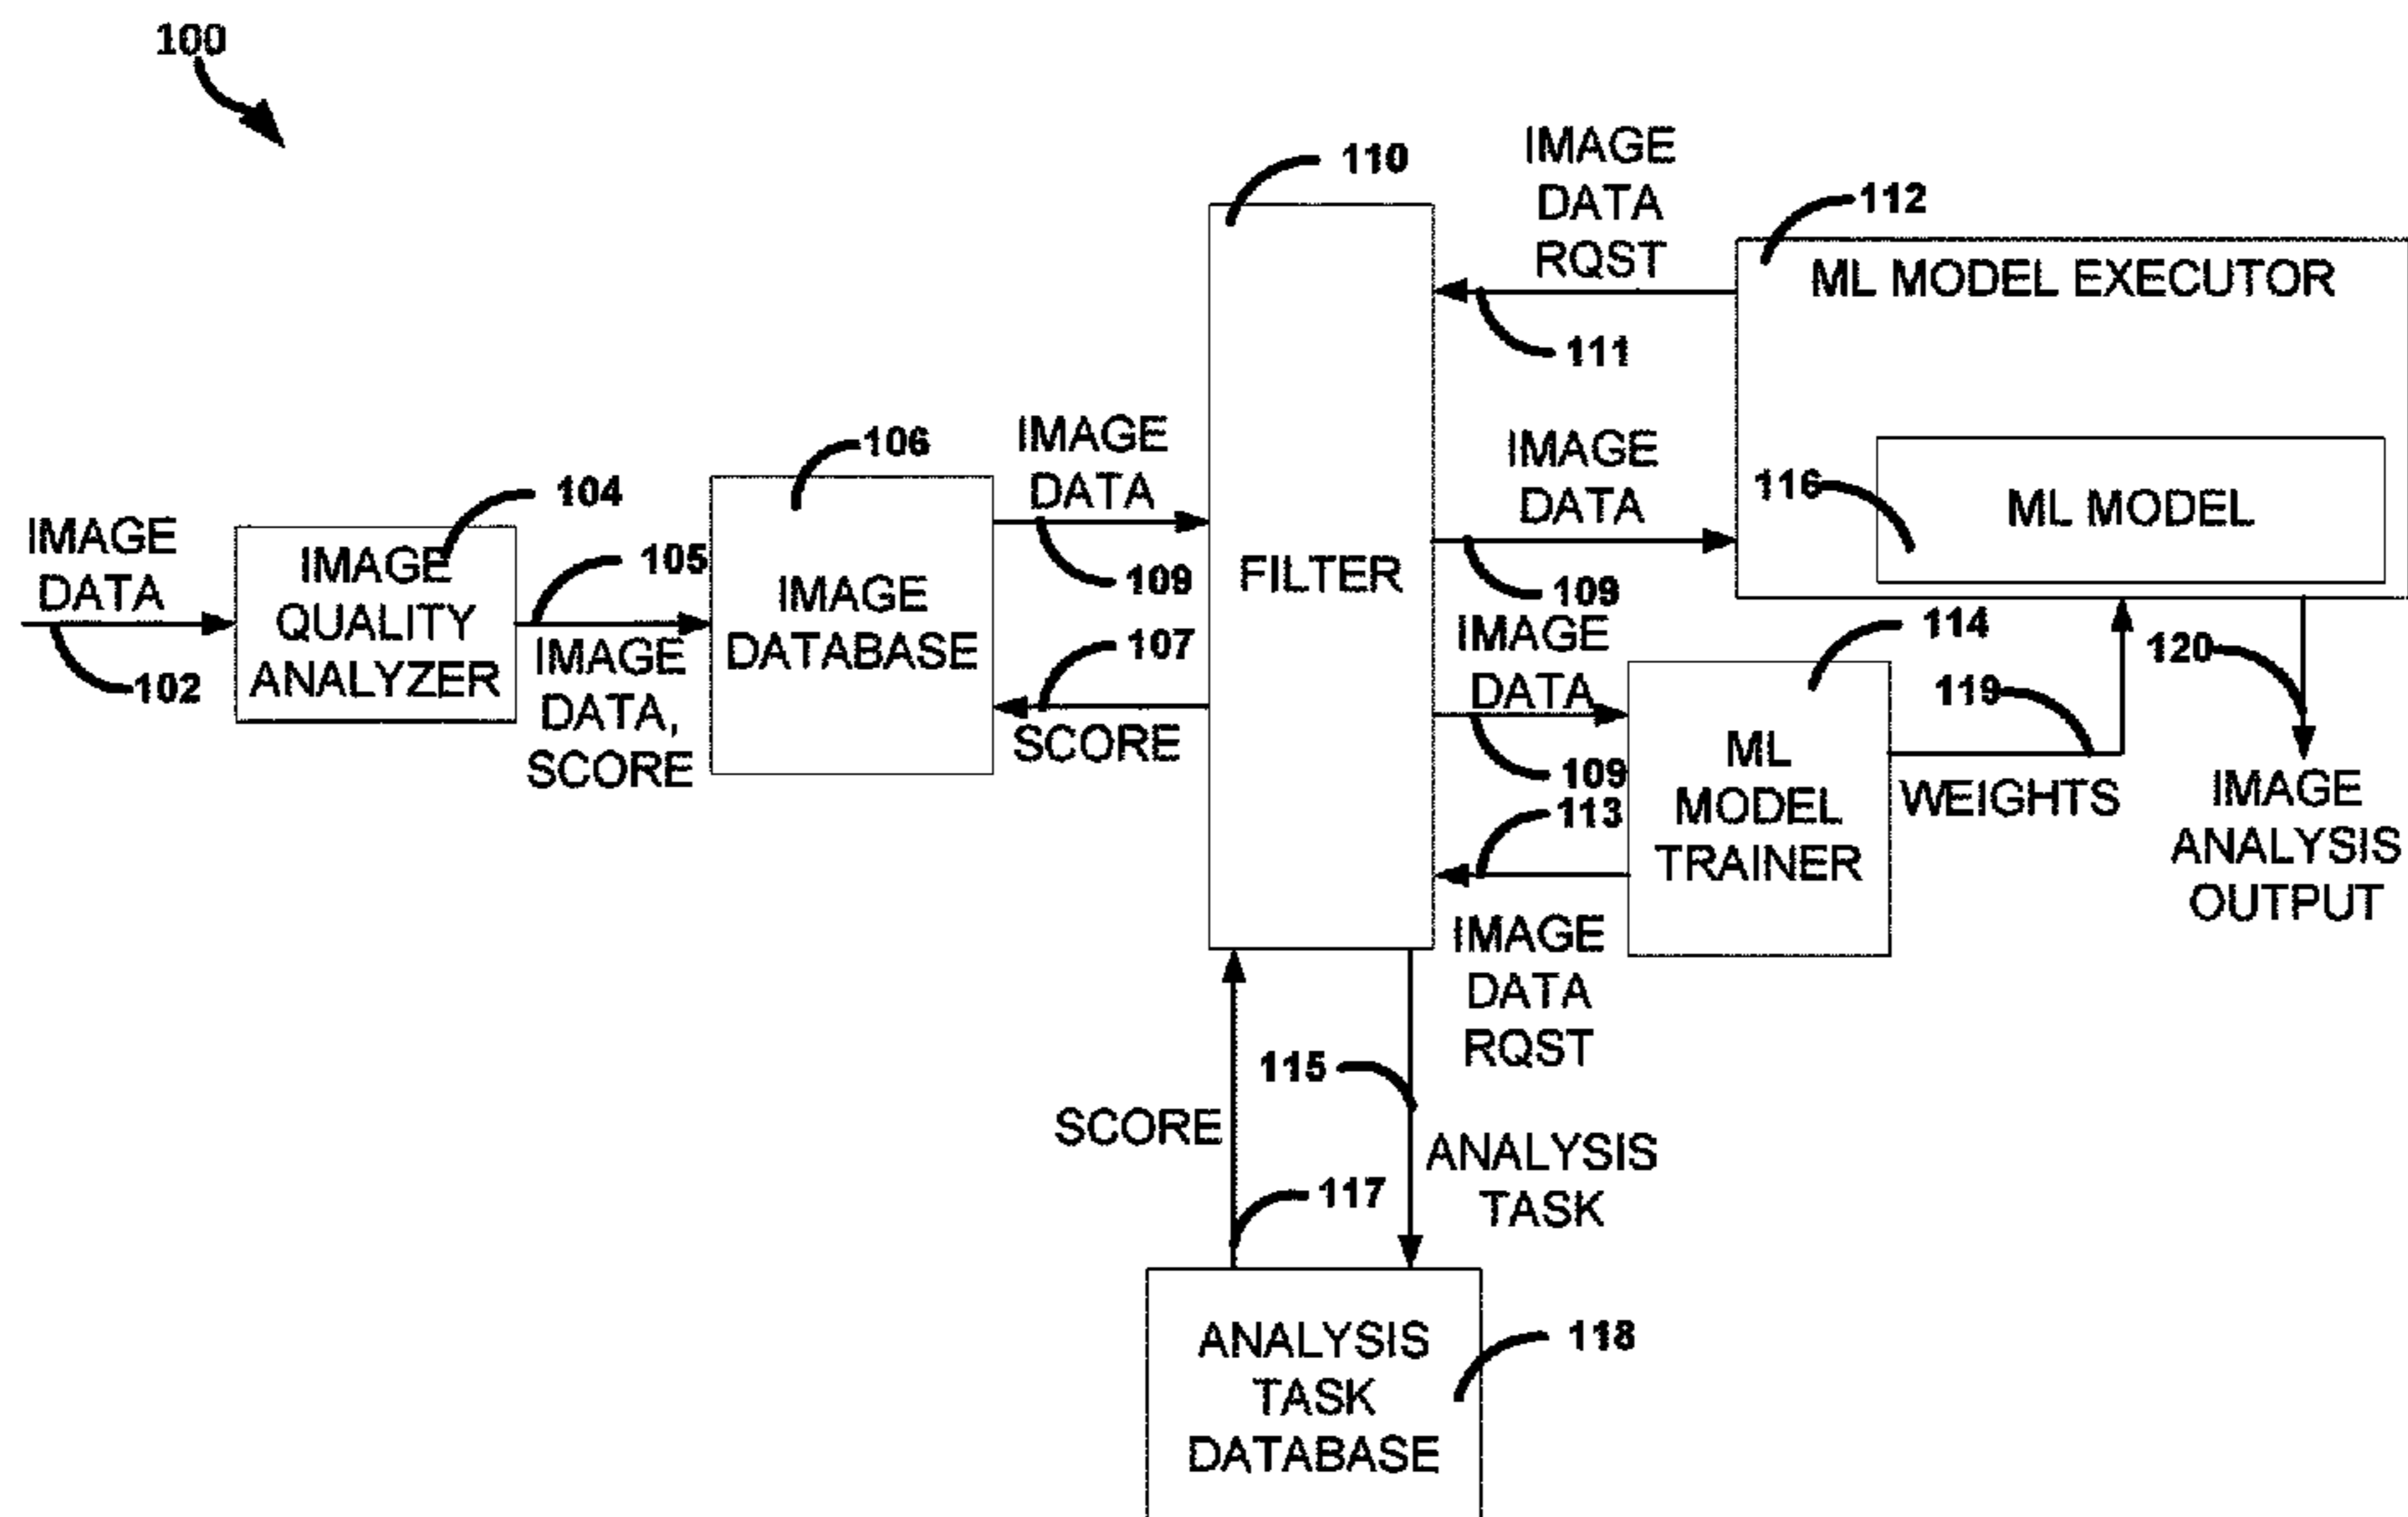 100
IMAGE
DATA
102
104
IMAGE
QUALITY
ANALYZER
105
IMAGE
DATA,
SCORE
106
IMAGE
DATABASE
IMAGE
DATA
109
107
SCORE
110
FILTER
IMAGE
DATA
RQST
111
112
ML MODEL EXECUTOR
116
ML MODEL
IMAGE
DATA
109
IMAGE
DATA
109
113
IMAGE
DATA
RQST
114
ML
MODEL
TRAINER
119
WEIGHTS
120
IMAGE
ANALYSIS
OUTPUT
115
SCORE
117
ANALYSIS
TASK
118
ANALYSIS
TASK
DATABASE